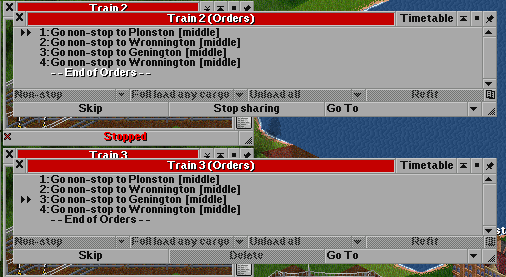 Train 2
Train 2 (Orders) Timetable
1: Go non-stop to Plonston [middle]
2: Go non-stop to Wronnington [middle]
3: Go non-stop to Genington [middle]
4: Go non-stop to Wronnington [middle]
- - End of Orders - -
Non-stop Full load any cargo Unload all Refit
Skip Stop sharing Go To
Stopped
Train 3
Train 3 (Orders) Timetable
1: Go non-stop to Plonston [middle]
2: Go non-stop to Wronnington [middle]
3: Go non-stop to Genington [middle]
4: Go non-stop to Wronnington [middle]
- - End of Orders - -
Non-stop Full load any cargo Unload all Refit
Skip Delete Go To